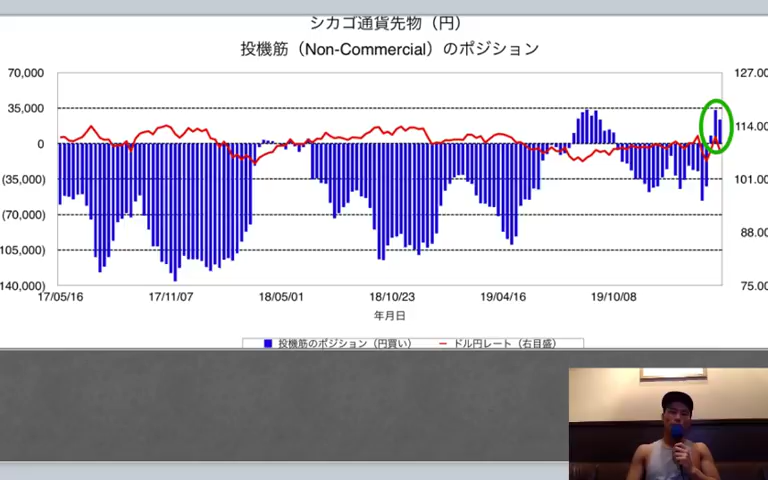 シカゴ通貨先物（円）
投機筋（Non-Commercial）のポジション
70,000
127.00
35,000
114.00
0
(35,000)
101.00
(70,000)
88.00
105,000)
140,000)
75.00
17/05/16 17/11/07 18/05/01 18/10/23 19/04/16 19/10/08
年月日
投機筋のポジション（円買い） ドル円レート（右目盛）